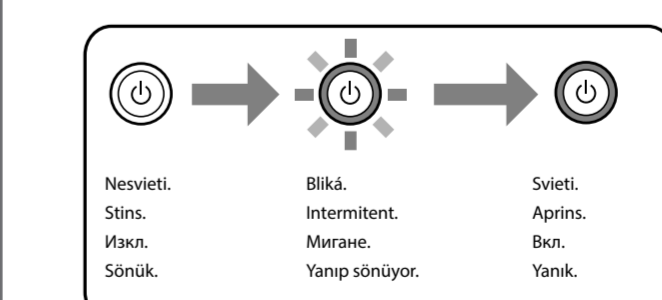 Nesvieti.
Stins.
Изкл.
Sönük.
Bliká.
Intermitent.
Мигане.
Yanıp sönüyor.
Svieti.
Aprins.
Вкл.
Yanık.